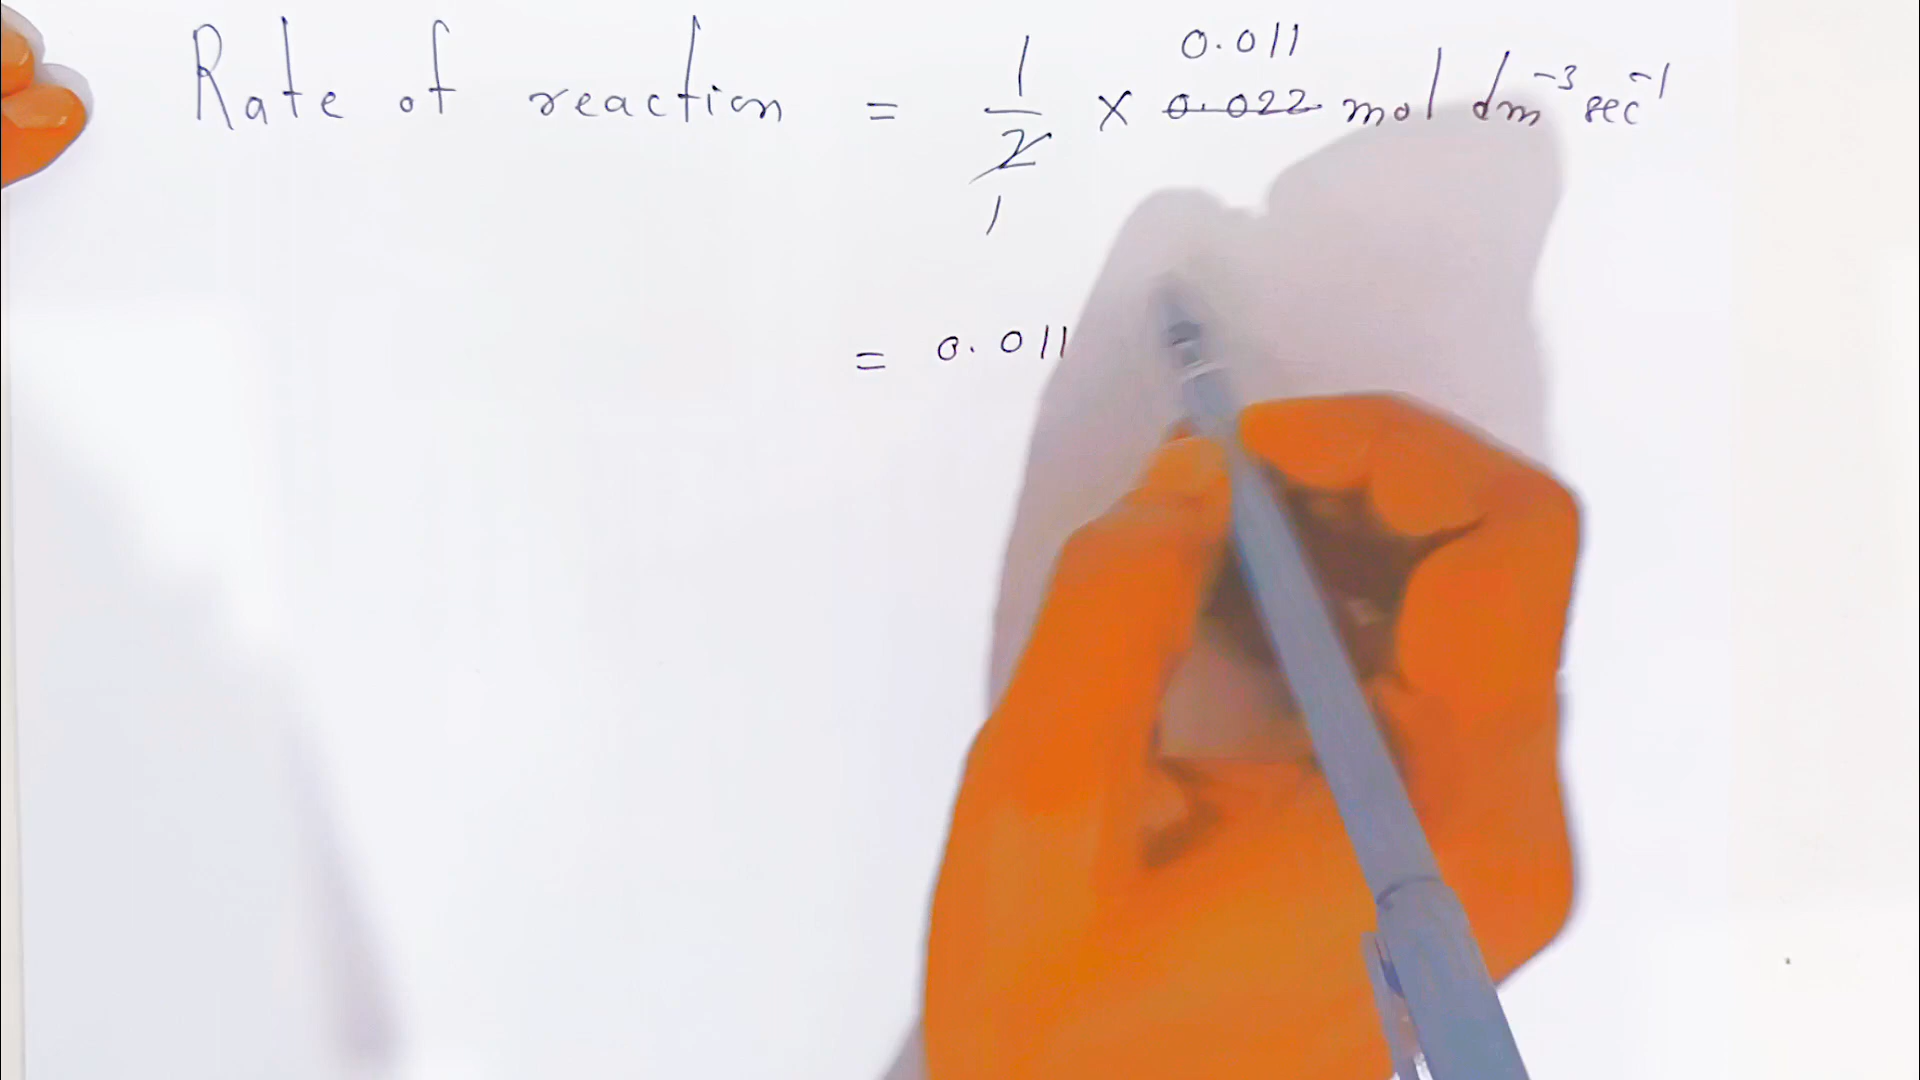 Rate of reaction = 1/2 × 0.022 mol dm⁻³ sec⁻¹
0.011
1
= 0.011